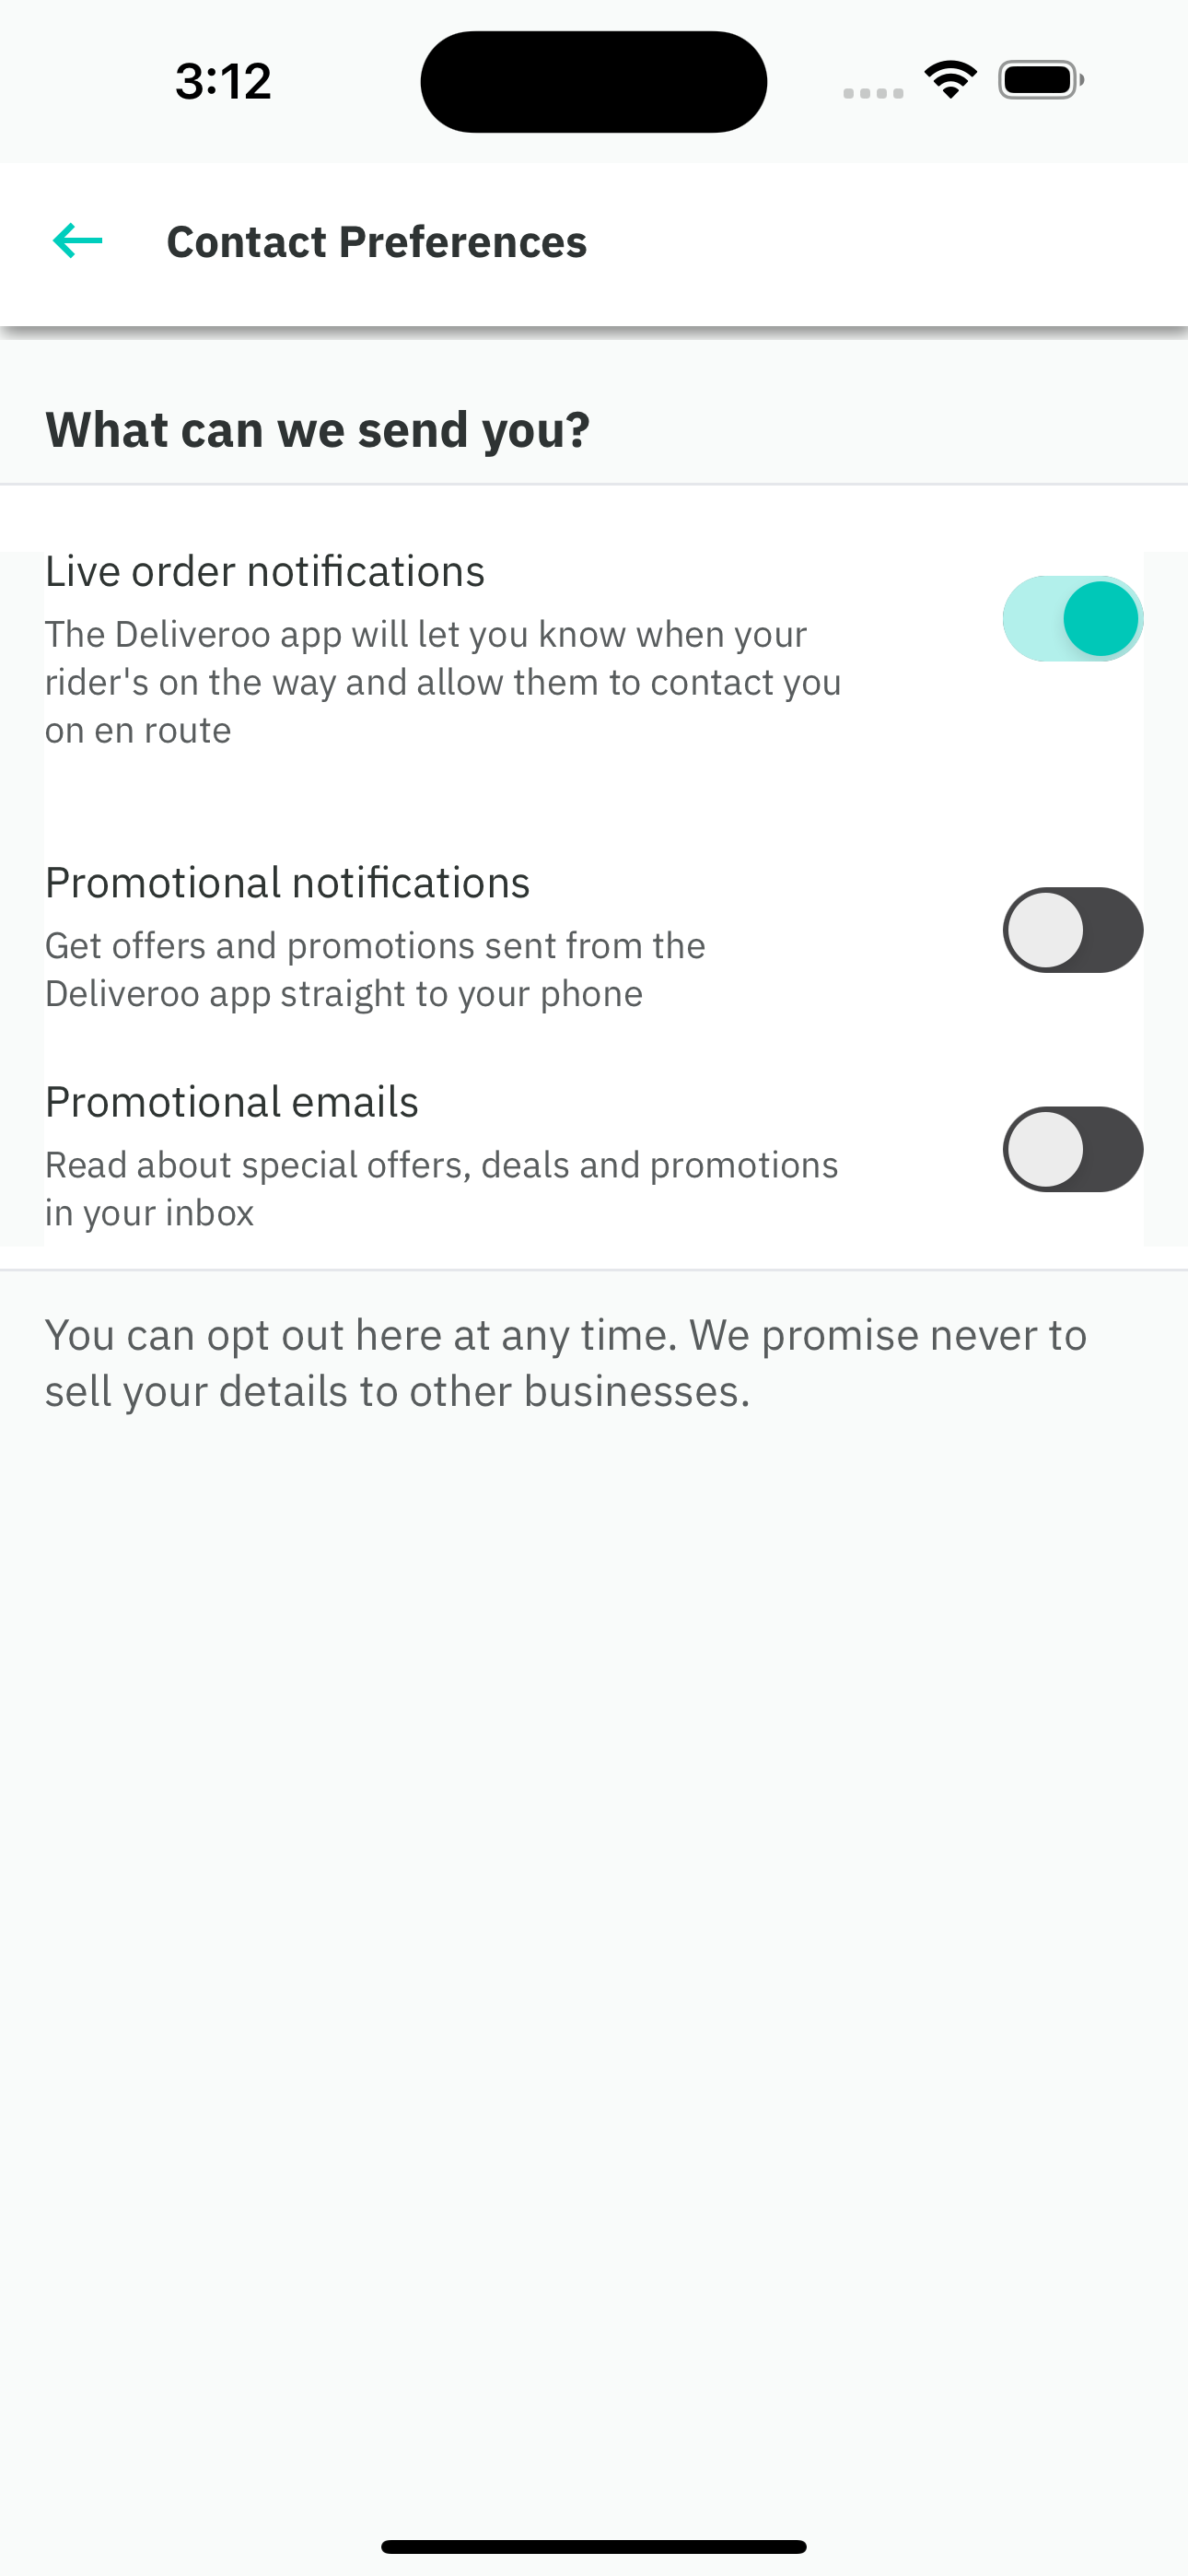 3:12
Contact Preferences
What can we send you?
Live order notifications
The Deliveroo app will let you know when your
rider's on the way and allow them to contact you
on en route
Promotional notifications
Get offers and promotions sent from the
Deliveroo app straight to your phone
Promotional emails
Read about special offers, deals and promotions
in your inbox
You can opt out here at any time. We promise never to
sell your details to other businesses.